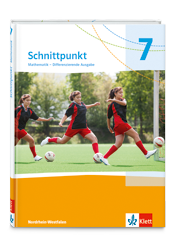 Schnittpunkt 7
Mathematik – Differenzierende Ausgabe
Nordrhein-Westfalen
Klett